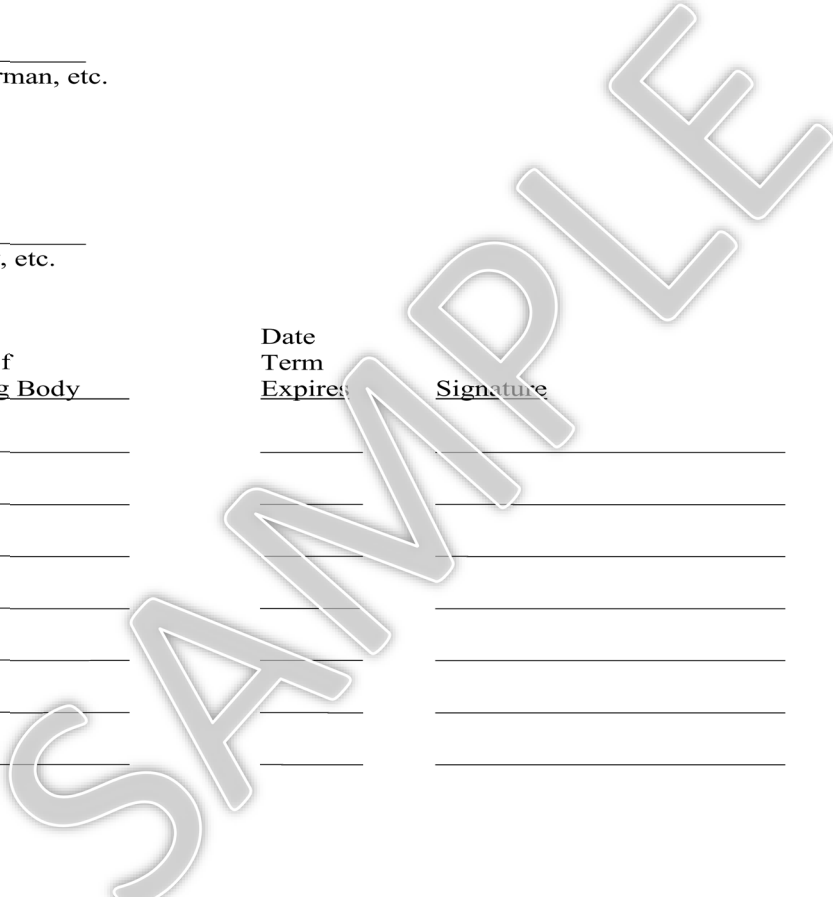 rman, etc.
, etc.
Date
f Term
g Body Expires Signature
SAMPLE